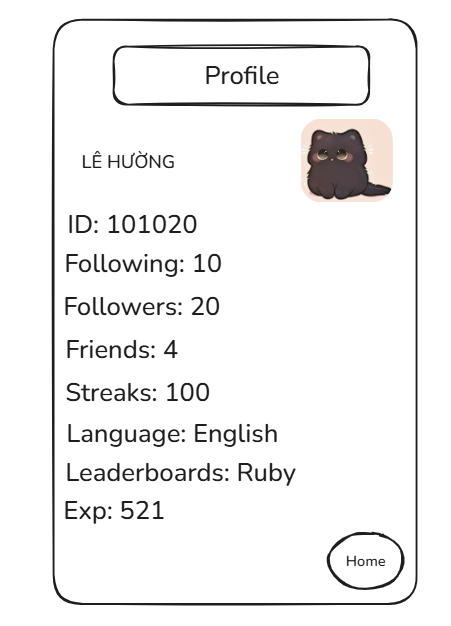 Profile
LÊ HƯỜNG
ID: 101020
Following: 10
Followers: 20
Friends: 4
Streaks: 100
Language: English
Leaderboards: Ruby
Exp: 521
Home